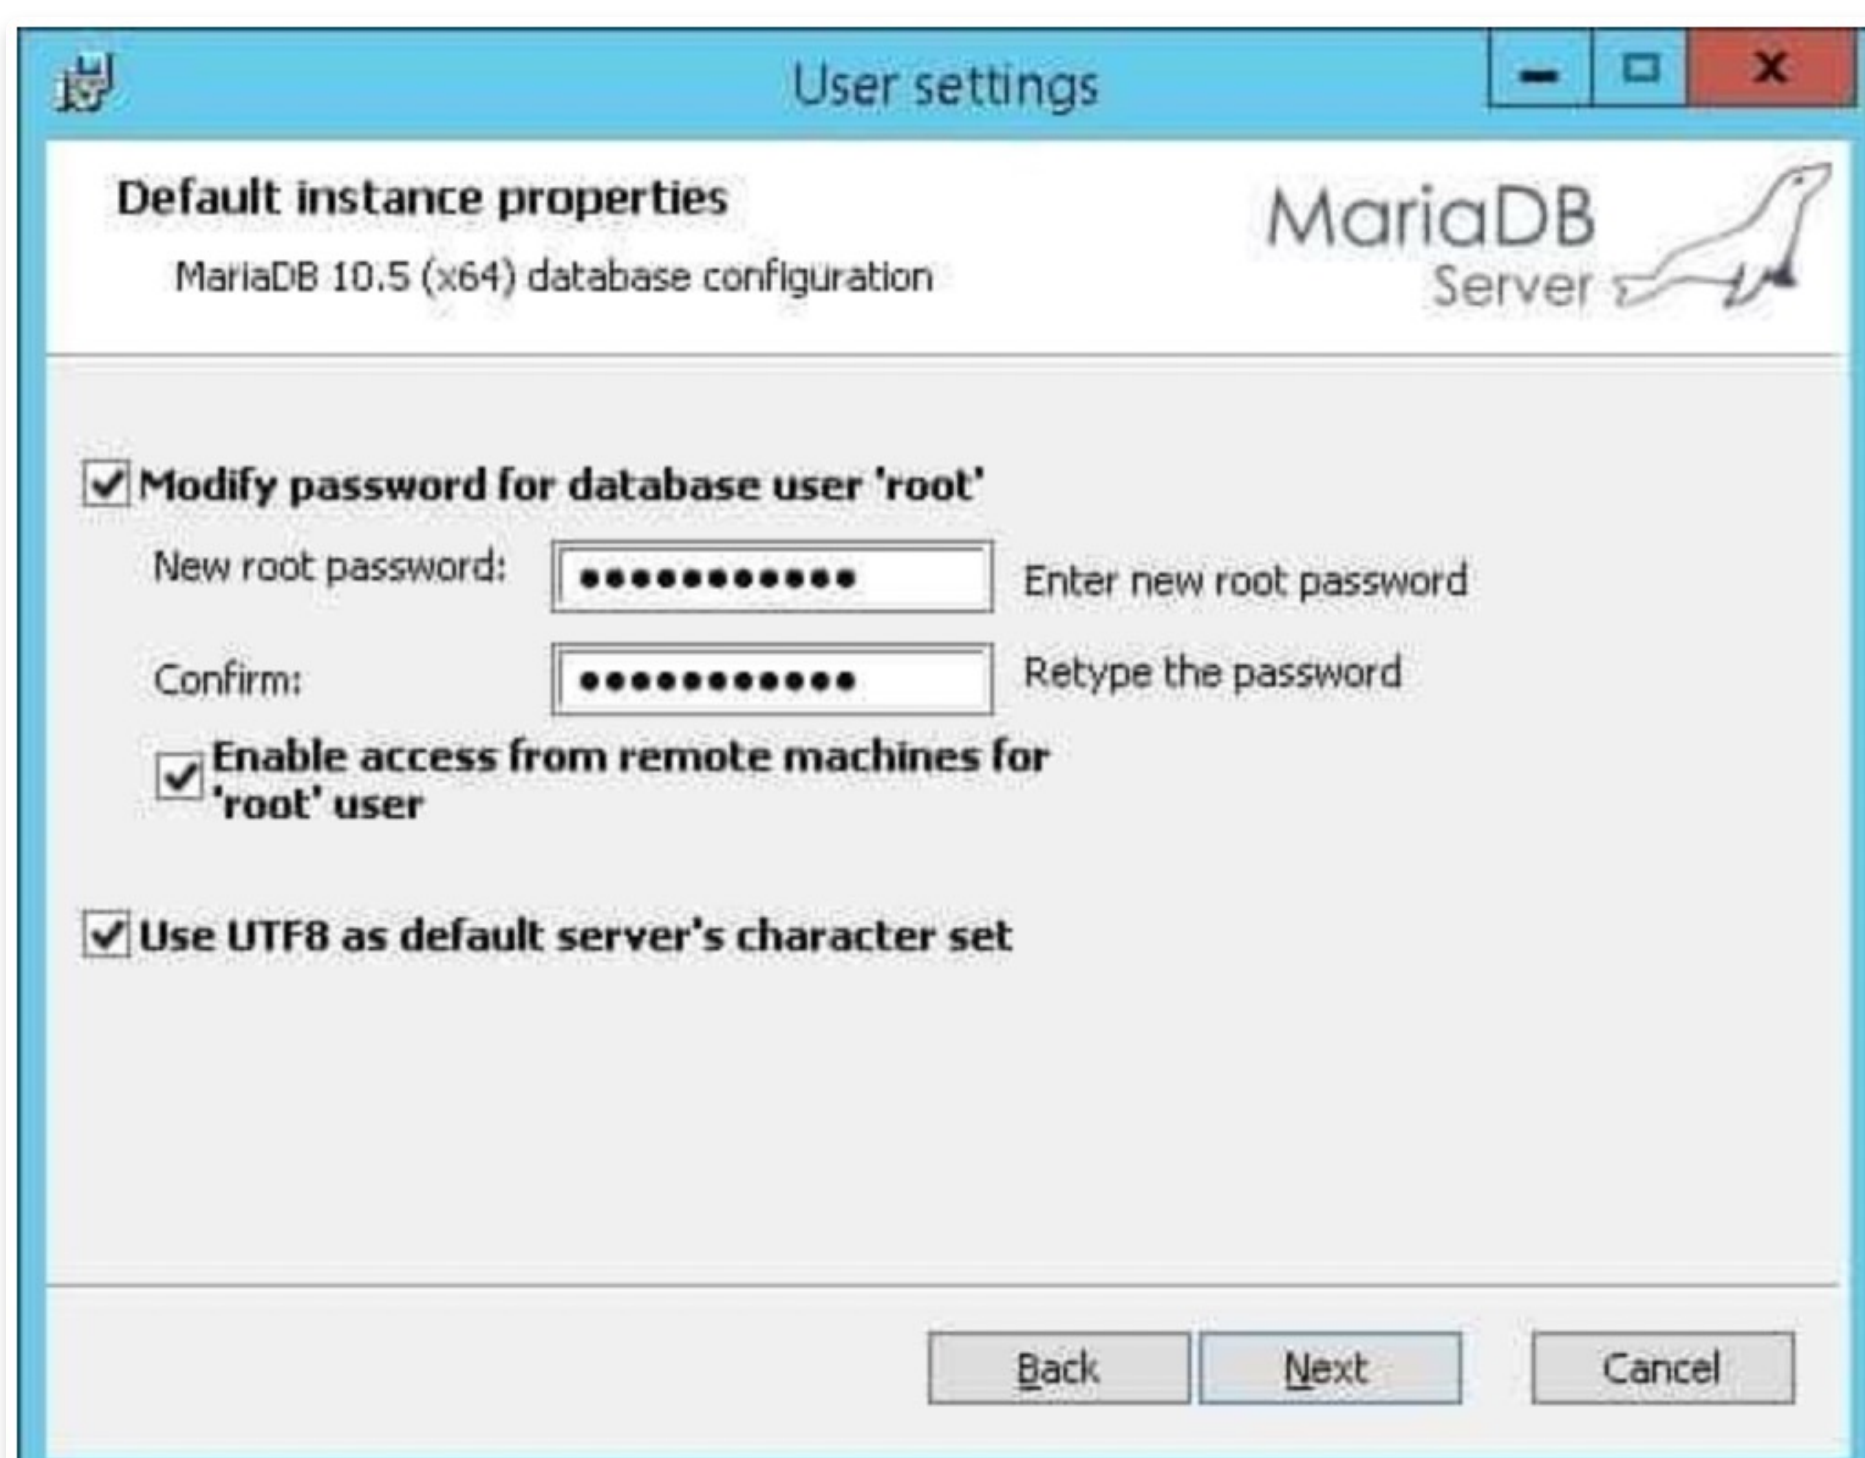 User settings
Default instance properties
MariaDB 10.5 (x64) database configuration
MariaDB
Server
Modify password for database user 'root'
New root password:
●●●●●●●●●●●
Enter new root password
Confirm:
●●●●●●●●●●●
Retype the password
Enable access from remote machines for
'root' user
Use UTF8 as default server's character set
Back
Next
Cancel